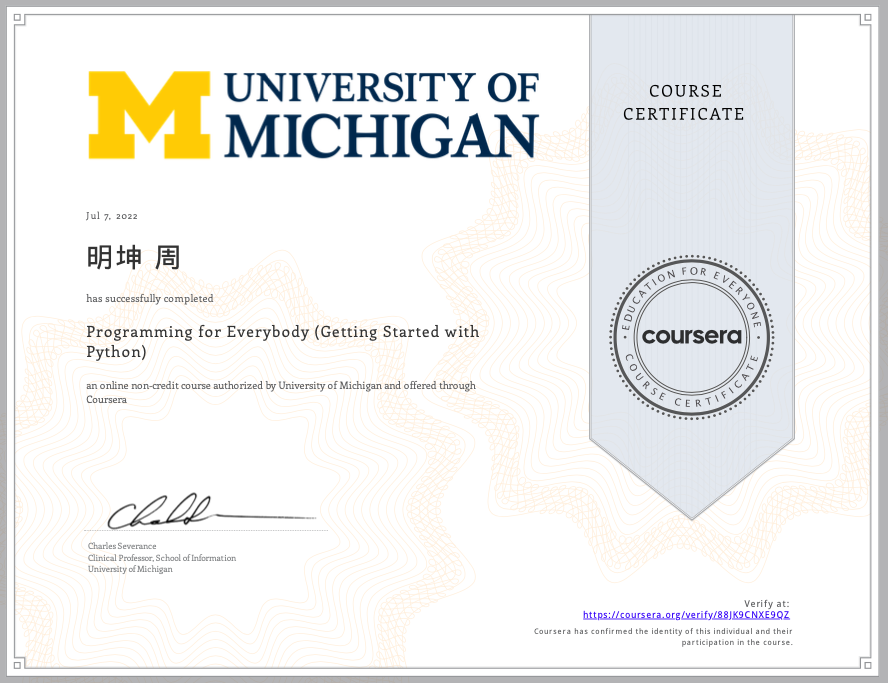 UNIVERSITY OF
MICHIGAN
COURSE
CERTIFICATE
Jul 7, 2022
明坤 周
has successfully completed
Programming for Everybody (Getting Started with
Python)
an online non-credit course authorized by University of Michigan and offered through
Coursera
EDUCATION FOR EVERYONE
coursera
COURSE CERTIFICATE
Charles Severance
Clinical Professor, School of Information
University of Michigan
Verify at:
https://coursera.org/verify/88JK9CNXE9QZ
Coursera has confirmed the identity of this individual and their
participation in the course.